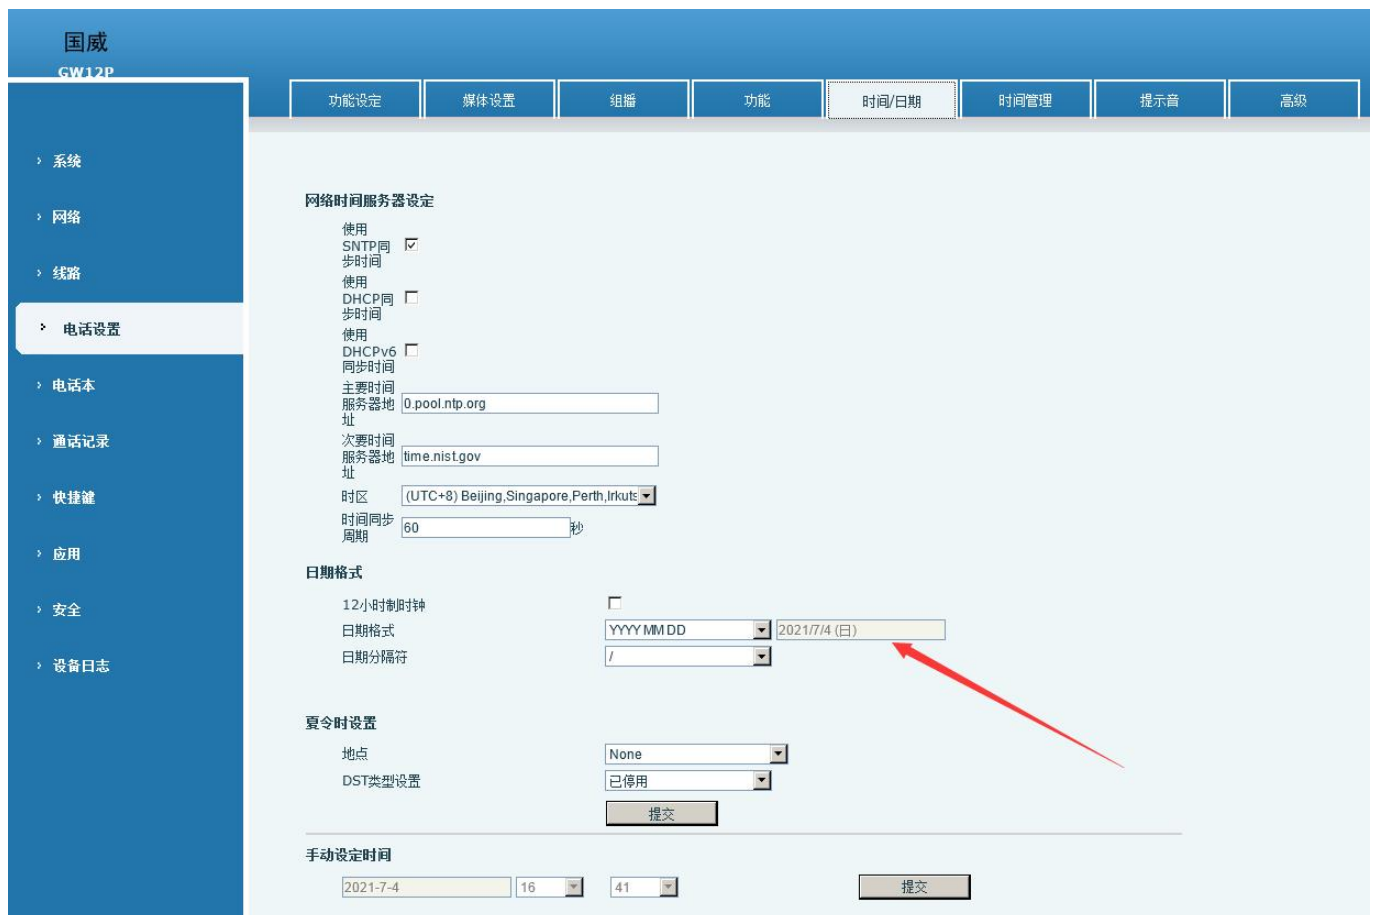 国威
GW12P
功能设定 媒体设置 组播 功能 时间/日期 时间管理 提示音 高级
系统
网络
线路
电话设置
电话本
通话记录
快捷键
应用
安全
设备日志
网络时间服务器设定
使用
SNTP同
步时间
使用
DHCP同
步时间
使用
DHCPv6
同步时间
主要时间
服务器地 0.pool.ntp.org
址
次要时间
服务器地 time.nist.gov
址
时区 (UTC+8) Beijing,Singapore,Perth,Irkuts
时间同步
周期 60 秒
日期格式
12小时制时钟
日期格式 YYYY MM DD 2021/7/4 (日)
日期分隔符 /
夏令时设置
地点 None
DST类型设置 已停用
提交
手动设定时间
2021-7-4 16 41 提交